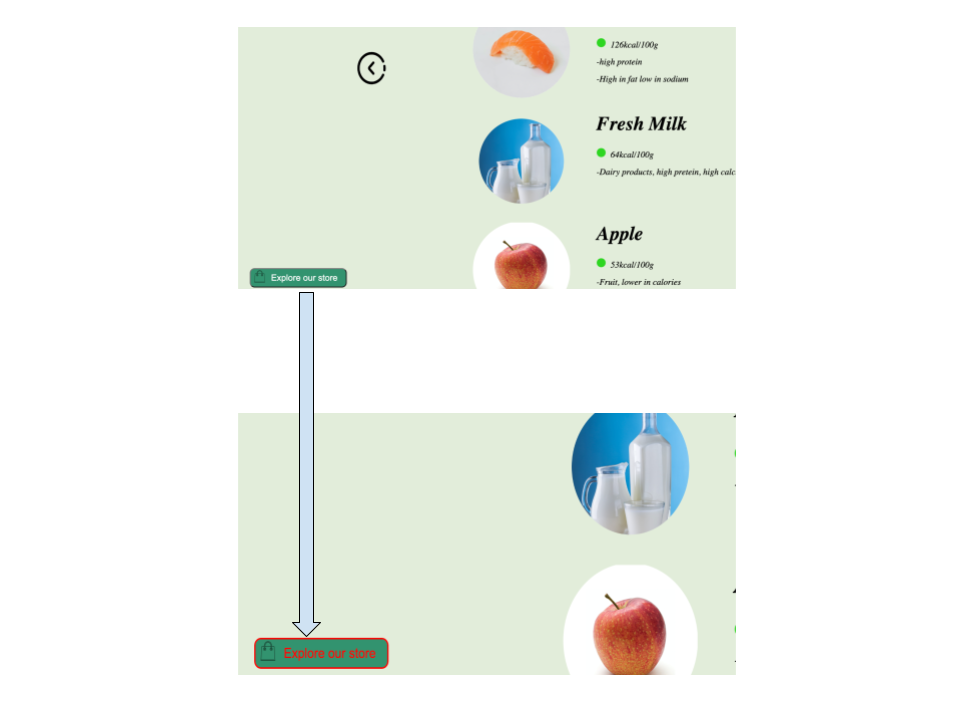 126kcal/100g
-high protein
-High in fat low in sodium
Fresh Milk
64kcal/100g
-Dairy products, high pretein, high calc
Apple
53kcal/100g
-Fruit, lower in calories
Explore our store
Explore our store